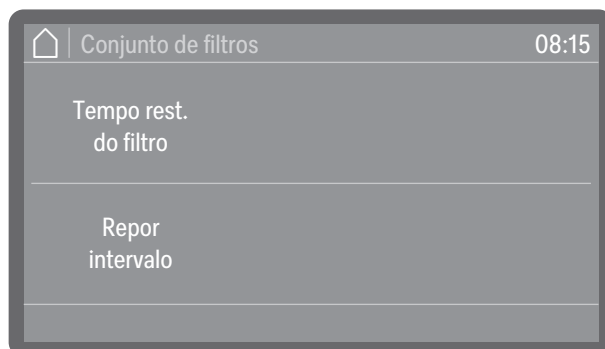 Conjunto de filtros 08:15
Tempo rest.
do filtro
Repor
intervalo